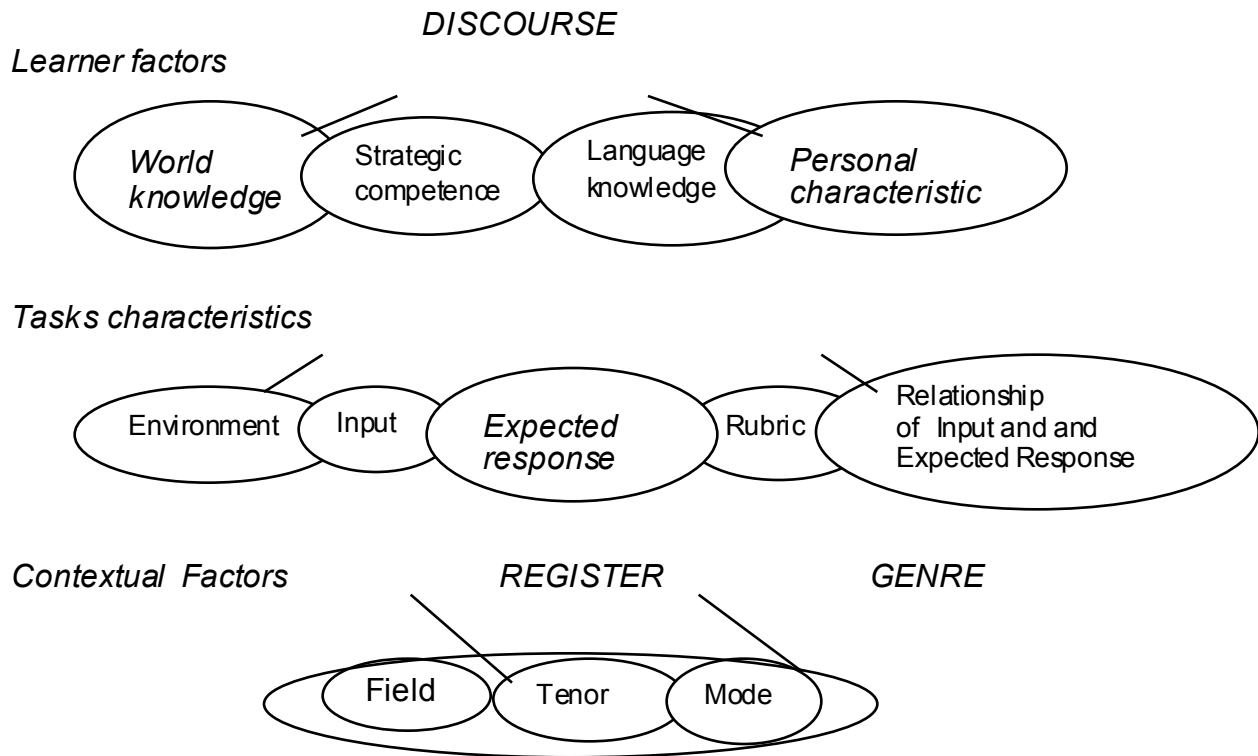 DISCOURSE
Learner factors
World
knowledge
Strategic
competence
Language
knowledge
Personal
characteristic
Tasks characteristics
Environment
Input
Expected
response
Rubric
Relationship
of Input and and
Expected Response
Contextual Factors
REGISTER
GENRE
Field
Tenor
Mode